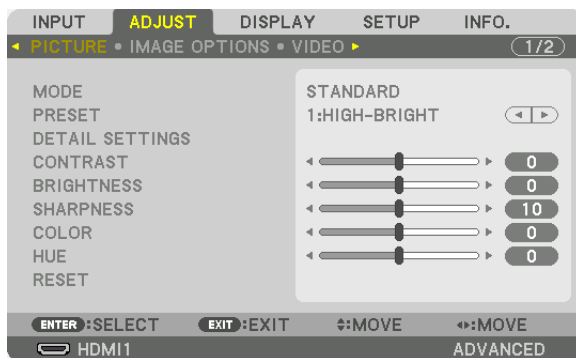 INPUT ADJUST DISPLAY SETUP INFO.
PICTURE • IMAGE OPTIONS • VIDEO 1/2
MODE STANDARD
PRESET 1:HIGH-BRIGHT
DETAIL SETTINGS
CONTRAST 0
BRIGHTNESS 0
SHARPNESS 10
COLOR 0
HUE 0
RESET
ENTER :SELECT EXIT :EXIT :MOVE :MOVE
HDMI1 ADVANCED